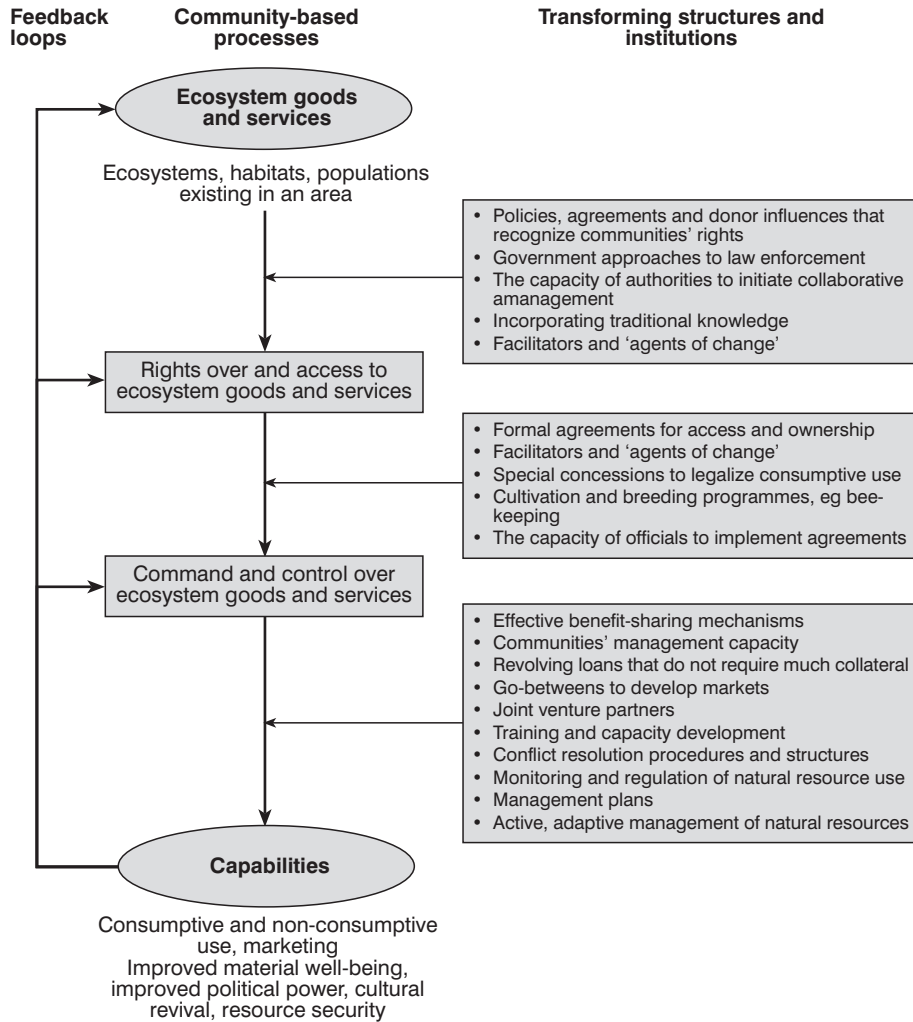 Feedback
loops
Community-based
processes
Transforming structures and
institutions
Ecosystem goods
and services
Ecosystems, habitats, populations
existing in an area
• Policies, agreements and donor influences that
recognize communities’ rights
• Government approaches to law enforcement
• The capacity of authorities to initiate collaborative
amanagement
• Incorporating traditional knowledge
• Facilitators and ‘agents of change’
Rights over and access to
ecosystem goods and services
• Formal agreements for access and ownership
• Facilitators and ‘agents of change’
• Special concessions to legalize consumptive use
• Cultivation and breeding programmes, eg bee-
keeping
• The capacity of officials to implement agreements
Command and control over
ecosystem goods and services
• Effective benefit-sharing mechanisms
• Communities’ management capacity
• Revolving loans that do not require much collateral
• Go-betweens to develop markets
• Joint venture partners
• Training and capacity development
• Conflict resolution procedures and structures
• Monitoring and regulation of natural resource use
• Management plans
• Active, adaptive management of natural resources
Capabilities
Consumptive and non-consumptive
use, marketing
Improved material well-being,
improved political power, cultural
revival, resource security